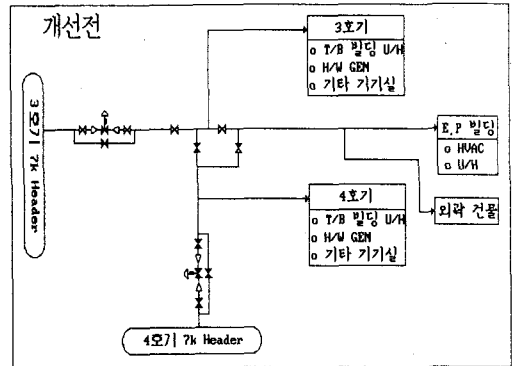 개선전
3호기
o T/B 빌딩 U/H
o H/W GEN
o 기타 기기실
3호기 7k Header
E,P 빌딩
o HVAC
o U/H
외곽 건물
4호기
o T/B 빌딩 U/H
o H/W GEN
o 기타 기기실
4호기 7k Header